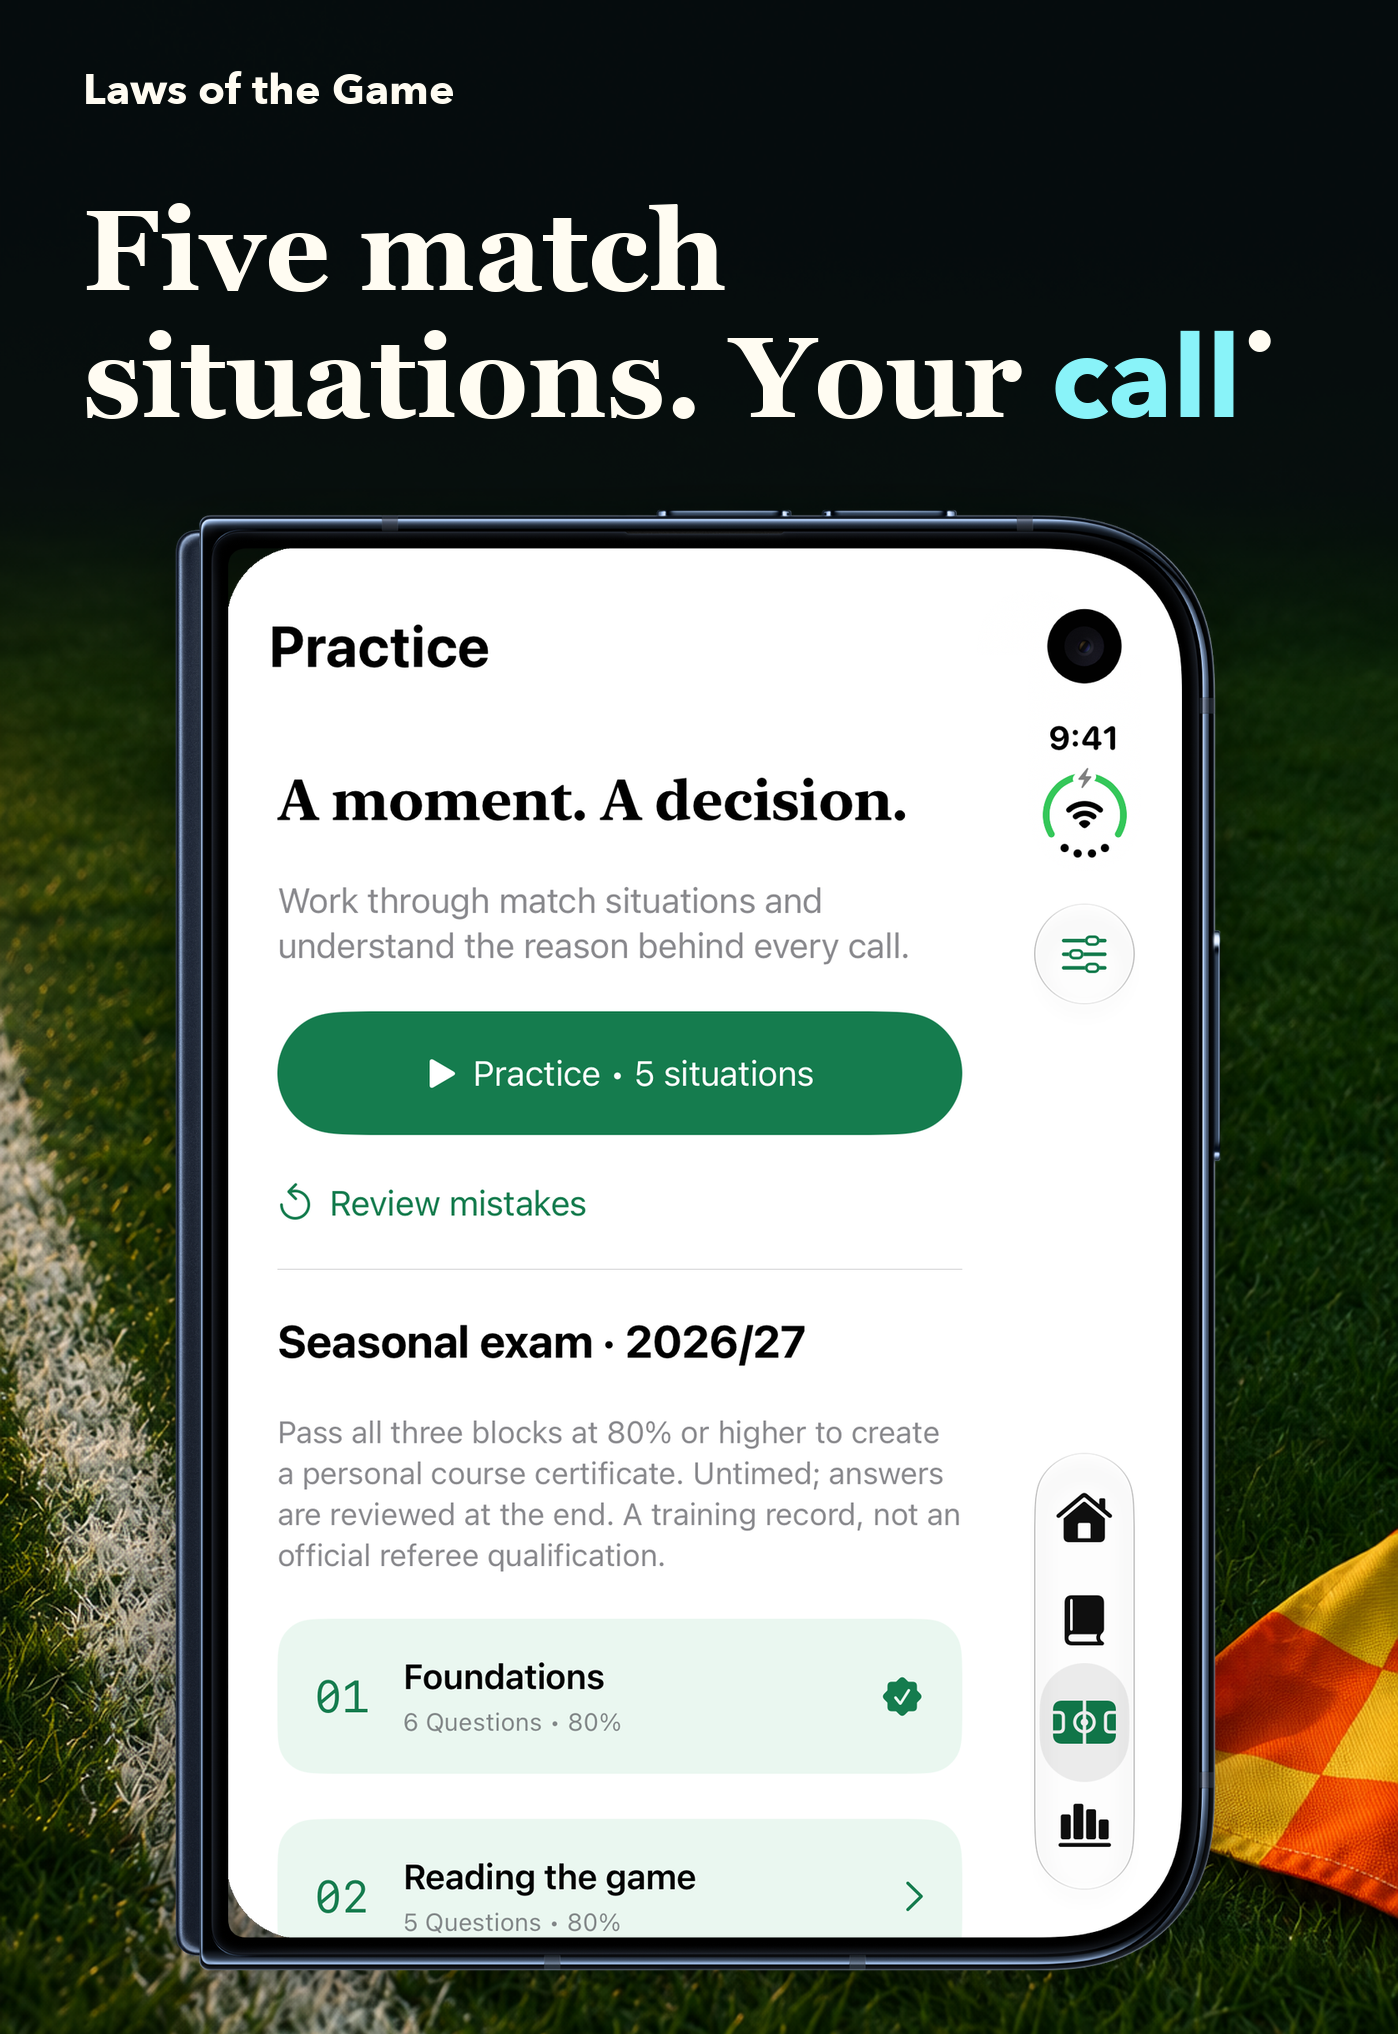 Laws of the Game
Five match
situations. Your call.
Practice
9:41
A moment. A decision.
Work through match situations and
understand the reason behind every call.
Practice • 5 situations
Review mistakes
Seasonal exam · 2026/27
Pass all three blocks at 80% or higher to create
a personal course certificate. Untimed; answers
are reviewed at the end. A training record, not an
official referee qualification.
01
Foundations
6 Questions • 80%
02
Reading the game
5 Questions • 80%